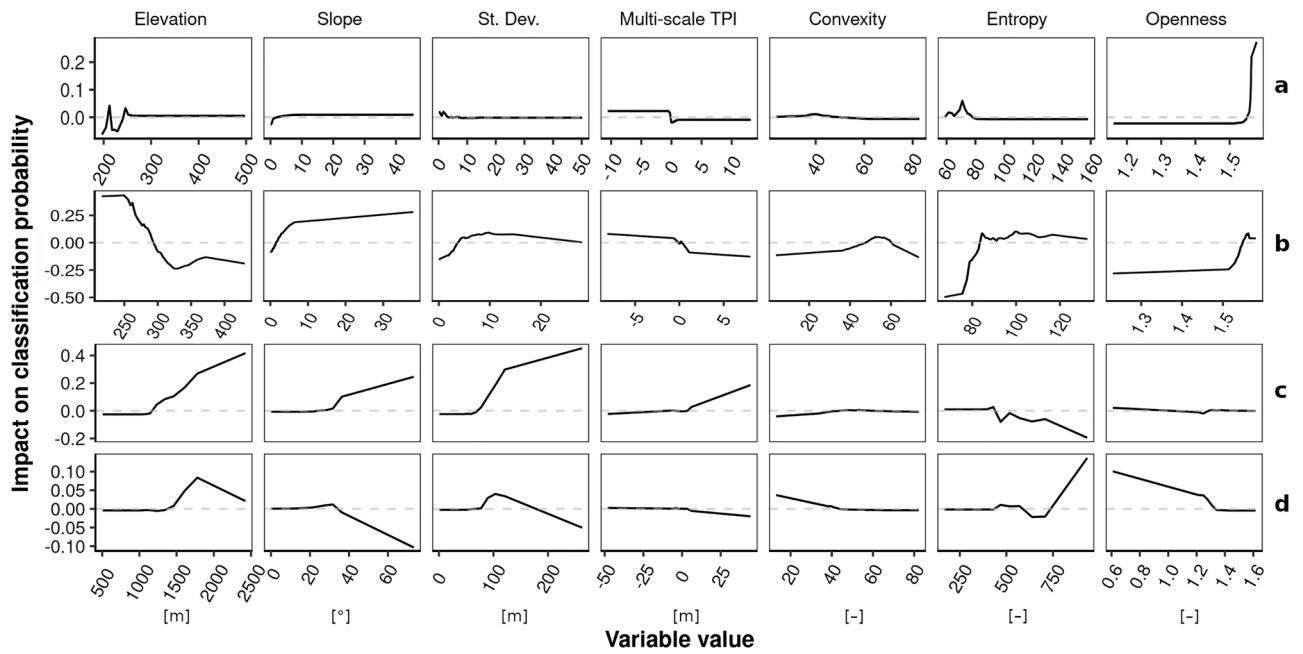 Elevation Slope St. Dev. Multi-scale TPI Convexity Entropy Openness
Impact on classification probability
0.2
0.1
0.0
a
200 300 400 500 0 10 20 30 40 0 10 20 30 40 50 -10 -5 0 5 10 40 60 80 60 80 100 120 140 160 1.2 1.3 1.4 1.5
0.25
0.00
-0.25
-0.50
b
250 300 350 400 0 10 20 30 0 10 20 -5 0 5 20 40 60 80 100 120 1.3 1.4 1.5
0.4
0.2
0.0
-0.2
c
0.10
0.05
0.00
-0.05
-0.10
d
500 1000 1500 2000 2500 0 20 40 60 0 100 200 -50 -25 0 25 20 40 60 80 250 500 750 0.6 0.8 1.0 1.2 1.4 1.6
[m] [°] [m] [m] [–] [–] [–]
Variable value